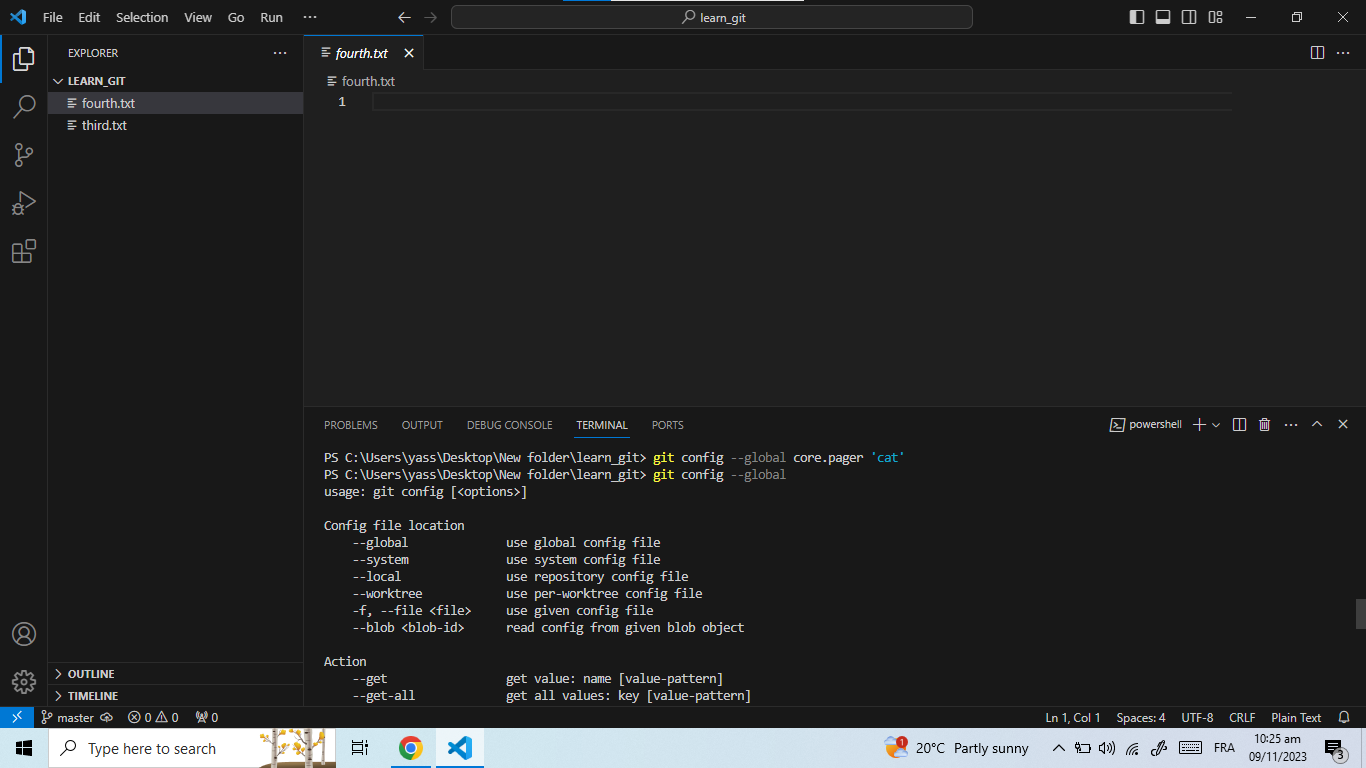 File Edit Selection View Go Run ··· learn_git
EXPLORER ···
LEARN_GIT
fourth.txt
third.txt
OUTLINE
TIMELINE
fourth.txt
fourth.txt
1
PROBLEMS OUTPUT DEBUG CONSOLE TERMINAL PORTS powershell
PS C:\Users\yass\Desktop\New folder\learn_git> git config --global core.pager 'cat'
PS C:\Users\yass\Desktop\New folder\learn_git> git config --global
usage: git config [<options>]
Config file location
--global use global config file
--system use system config file
--local use repository config file
--worktree use per-worktree config file
-f, --file <file> use given config file
--blob <blob-id> read config from given blob object
Action
--get get value: name [value-pattern]
--get-all get all values: key [value-pattern]
master 0 0 0 Ln 1, Col 1 Spaces: 4 UTF-8 CRLF Plain Text
Type here to search 1 20°C Partly sunny FRA 10:25 am
09/11/2023 3